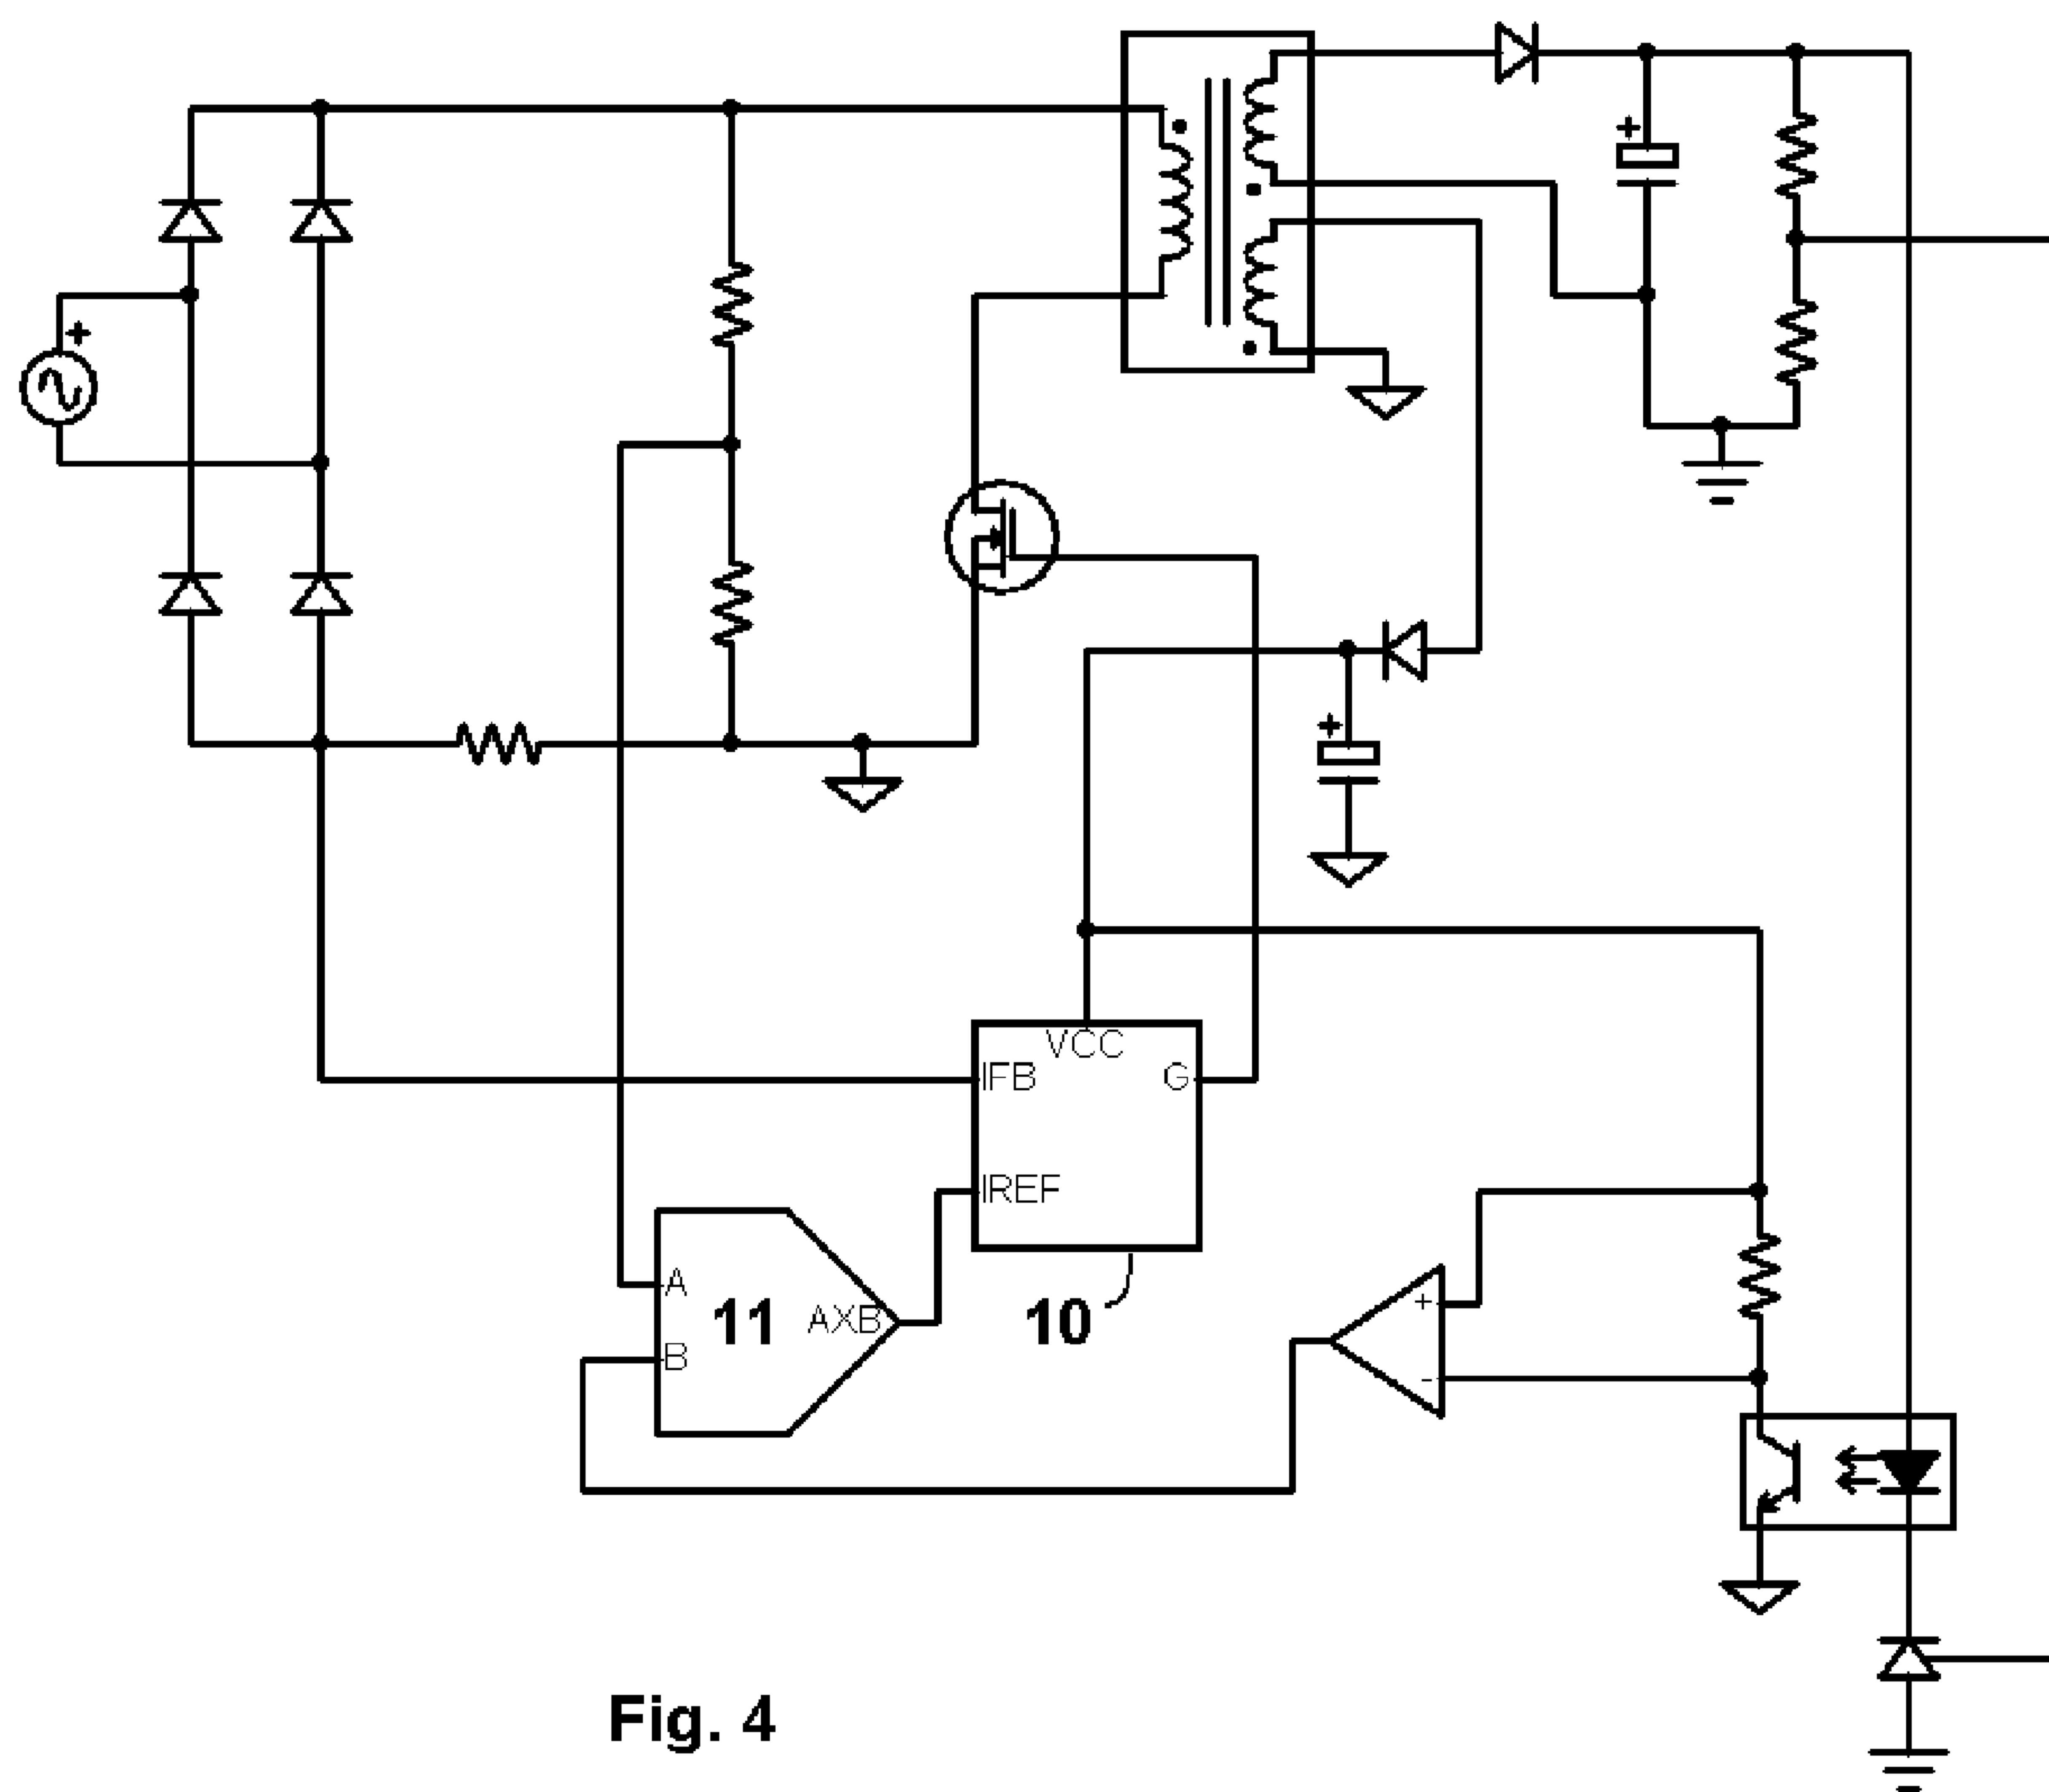 +
+
+
VCC
IFB
G
IREF
A
11
AXB
10
+
B
-
Fig. 4